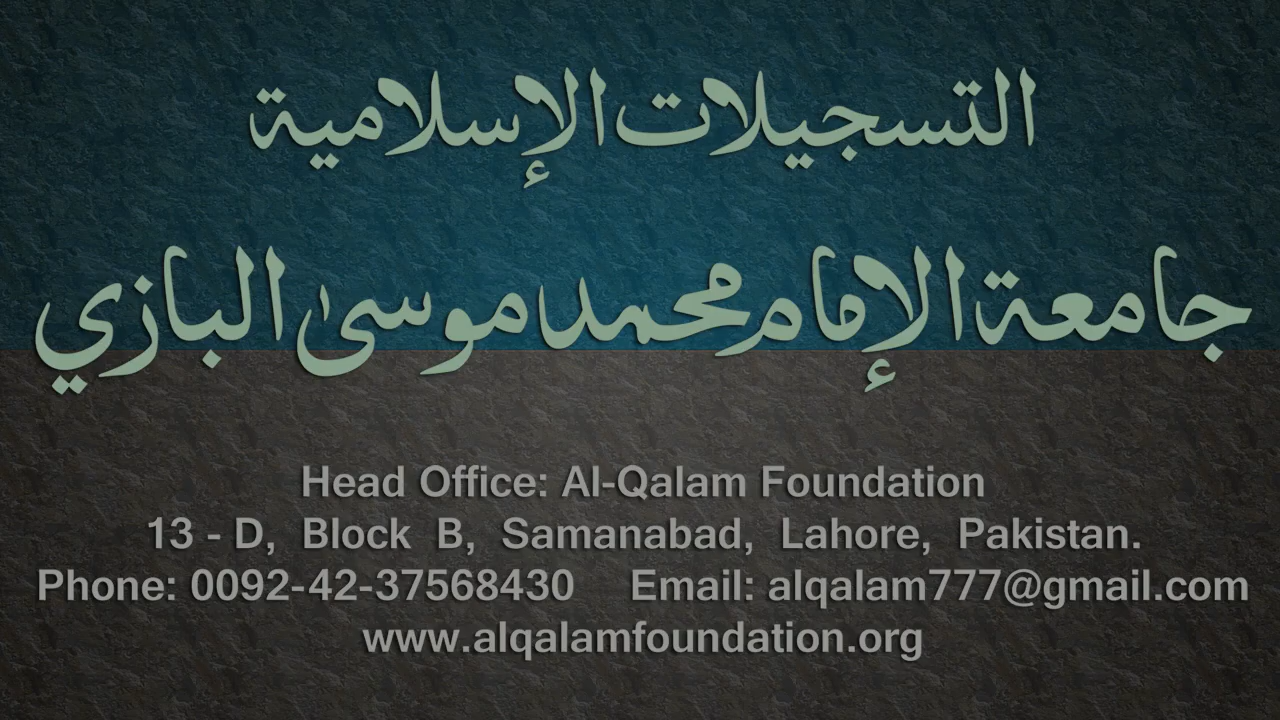 التسجيلات الإسلامية
جامعة الإمام محمد موسىٰ البازي
Head Office: Al-Qalam Foundation
13 - D, Block B, Samanabad, Lahore, Pakistan.
Phone: 0092-42-37568430 Email: alqalam777@gmail.com
www.alqalamfoundation.org